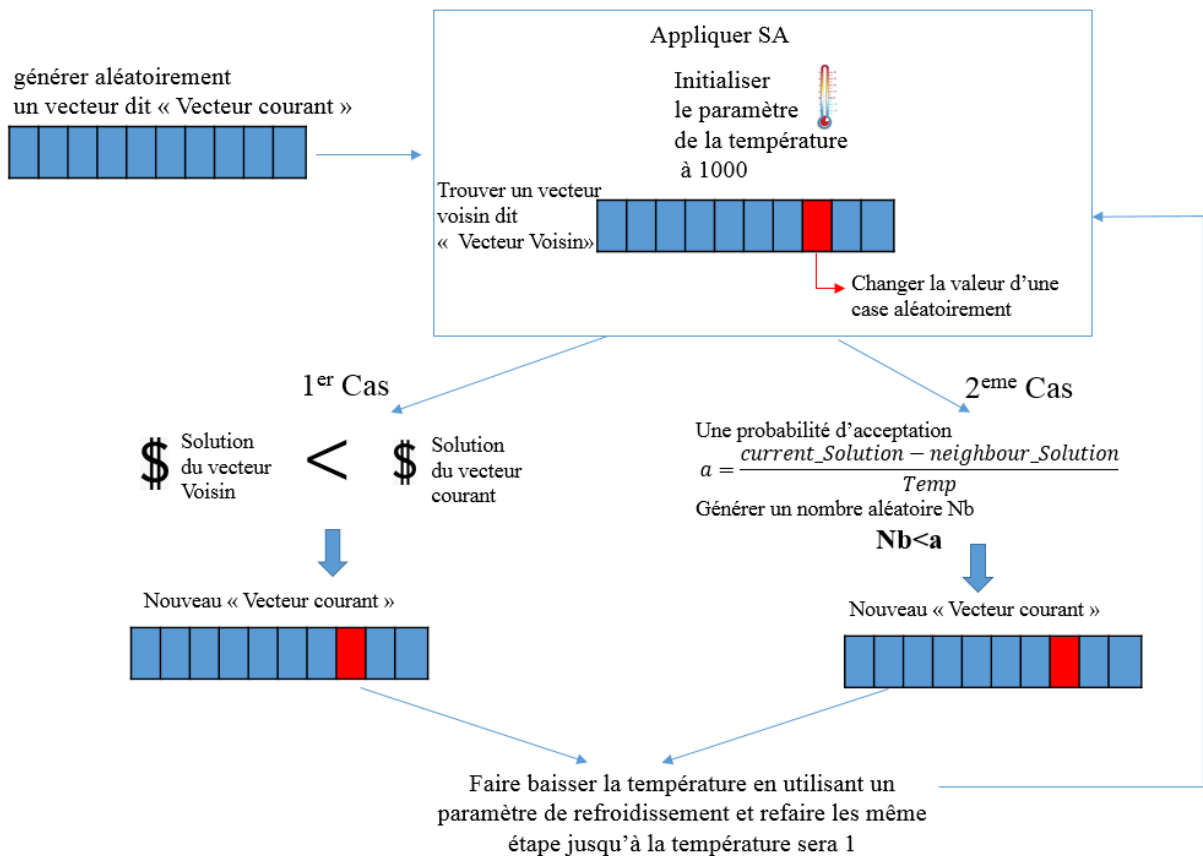 Appliquer SA
générer aléatoirement
un vecteur dit « Vecteur courant »
Initialiser
le paramètre
de la température
à 1000
Trouver un vecteur
voisin dit
« Vecteur Voisin»
Changer la valeur d’une
case aléatoirement
1er Cas
$ Solution
du vecteur
Voisin
<
$ Solution
du vecteur
courant
Nouveau « Vecteur courant »
2eme Cas
Une probabilité d’acceptation
a = (current_Solution − neighbour_Solution) / Temp
Générer un nombre aléatoire Nb
Nb<a
Nouveau « Vecteur courant »
Faire baisser la température en utilisant un
paramètre de refroidissement et refaire les même
étape jusqu’à la température sera 1